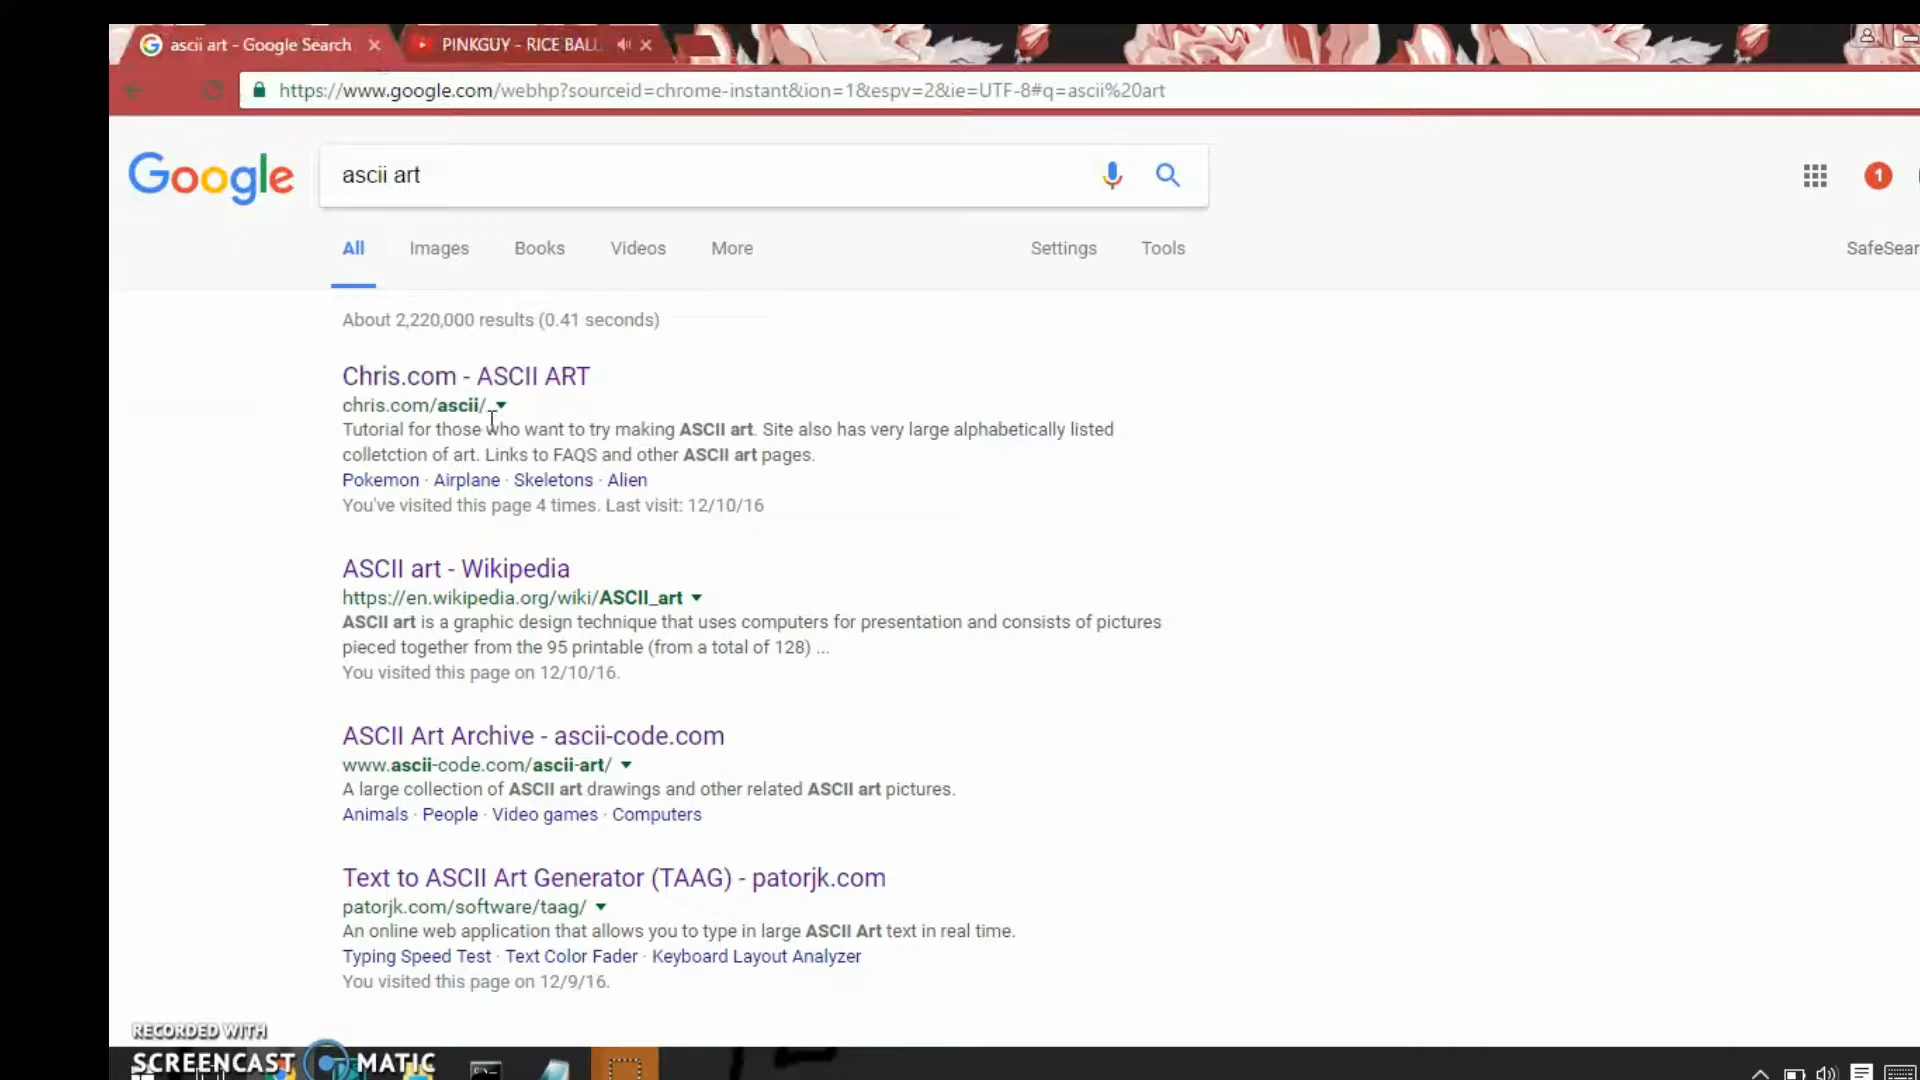 ascii art - Google Search
PINKGUY - RICE BALL
https://www.google.com/webhp?sourceid=chrome-instant&ion=1&espv=2&ie=UTF-8#q=ascii%20art
Google
ascii art
1
All Images Books Videos More Settings Tools SafeSear
About 2,220,000 results (0.41 seconds)
Chris.com - ASCII ART
chris.com/ascii/
Tutorial for those who want to try making ASCII art. Site also has very large alphabetically listed
colletction of art. Links to FAQS and other ASCII art pages.
Pokemon · Airplane · Skeletons · Alien
You've visited this page 4 times. Last visit: 12/10/16
ASCII art - Wikipedia
https://en.wikipedia.org/wiki/ASCII_art
ASCII art is a graphic design technique that uses computers for presentation and consists of pictures
pieced together from the 95 printable (from a total of 128) ...
You visited this page on 12/10/16.
ASCII Art Archive - ascii-code.com
www.ascii-code.com/ascii-art/
A large collection of ASCII art drawings and other related ASCII art pictures.
Animals · People · Video games · Computers
Text to ASCII Art Generator (TAAG) - patorjk.com
patorjk.com/software/taag/
An online web application that allows you to type in large ASCII Art text in real time.
Typing Speed Test · Text Color Fader · Keyboard Layout Analyzer
You visited this page on 12/9/16.
RECORDED WITH
SCREENCAST MATIC